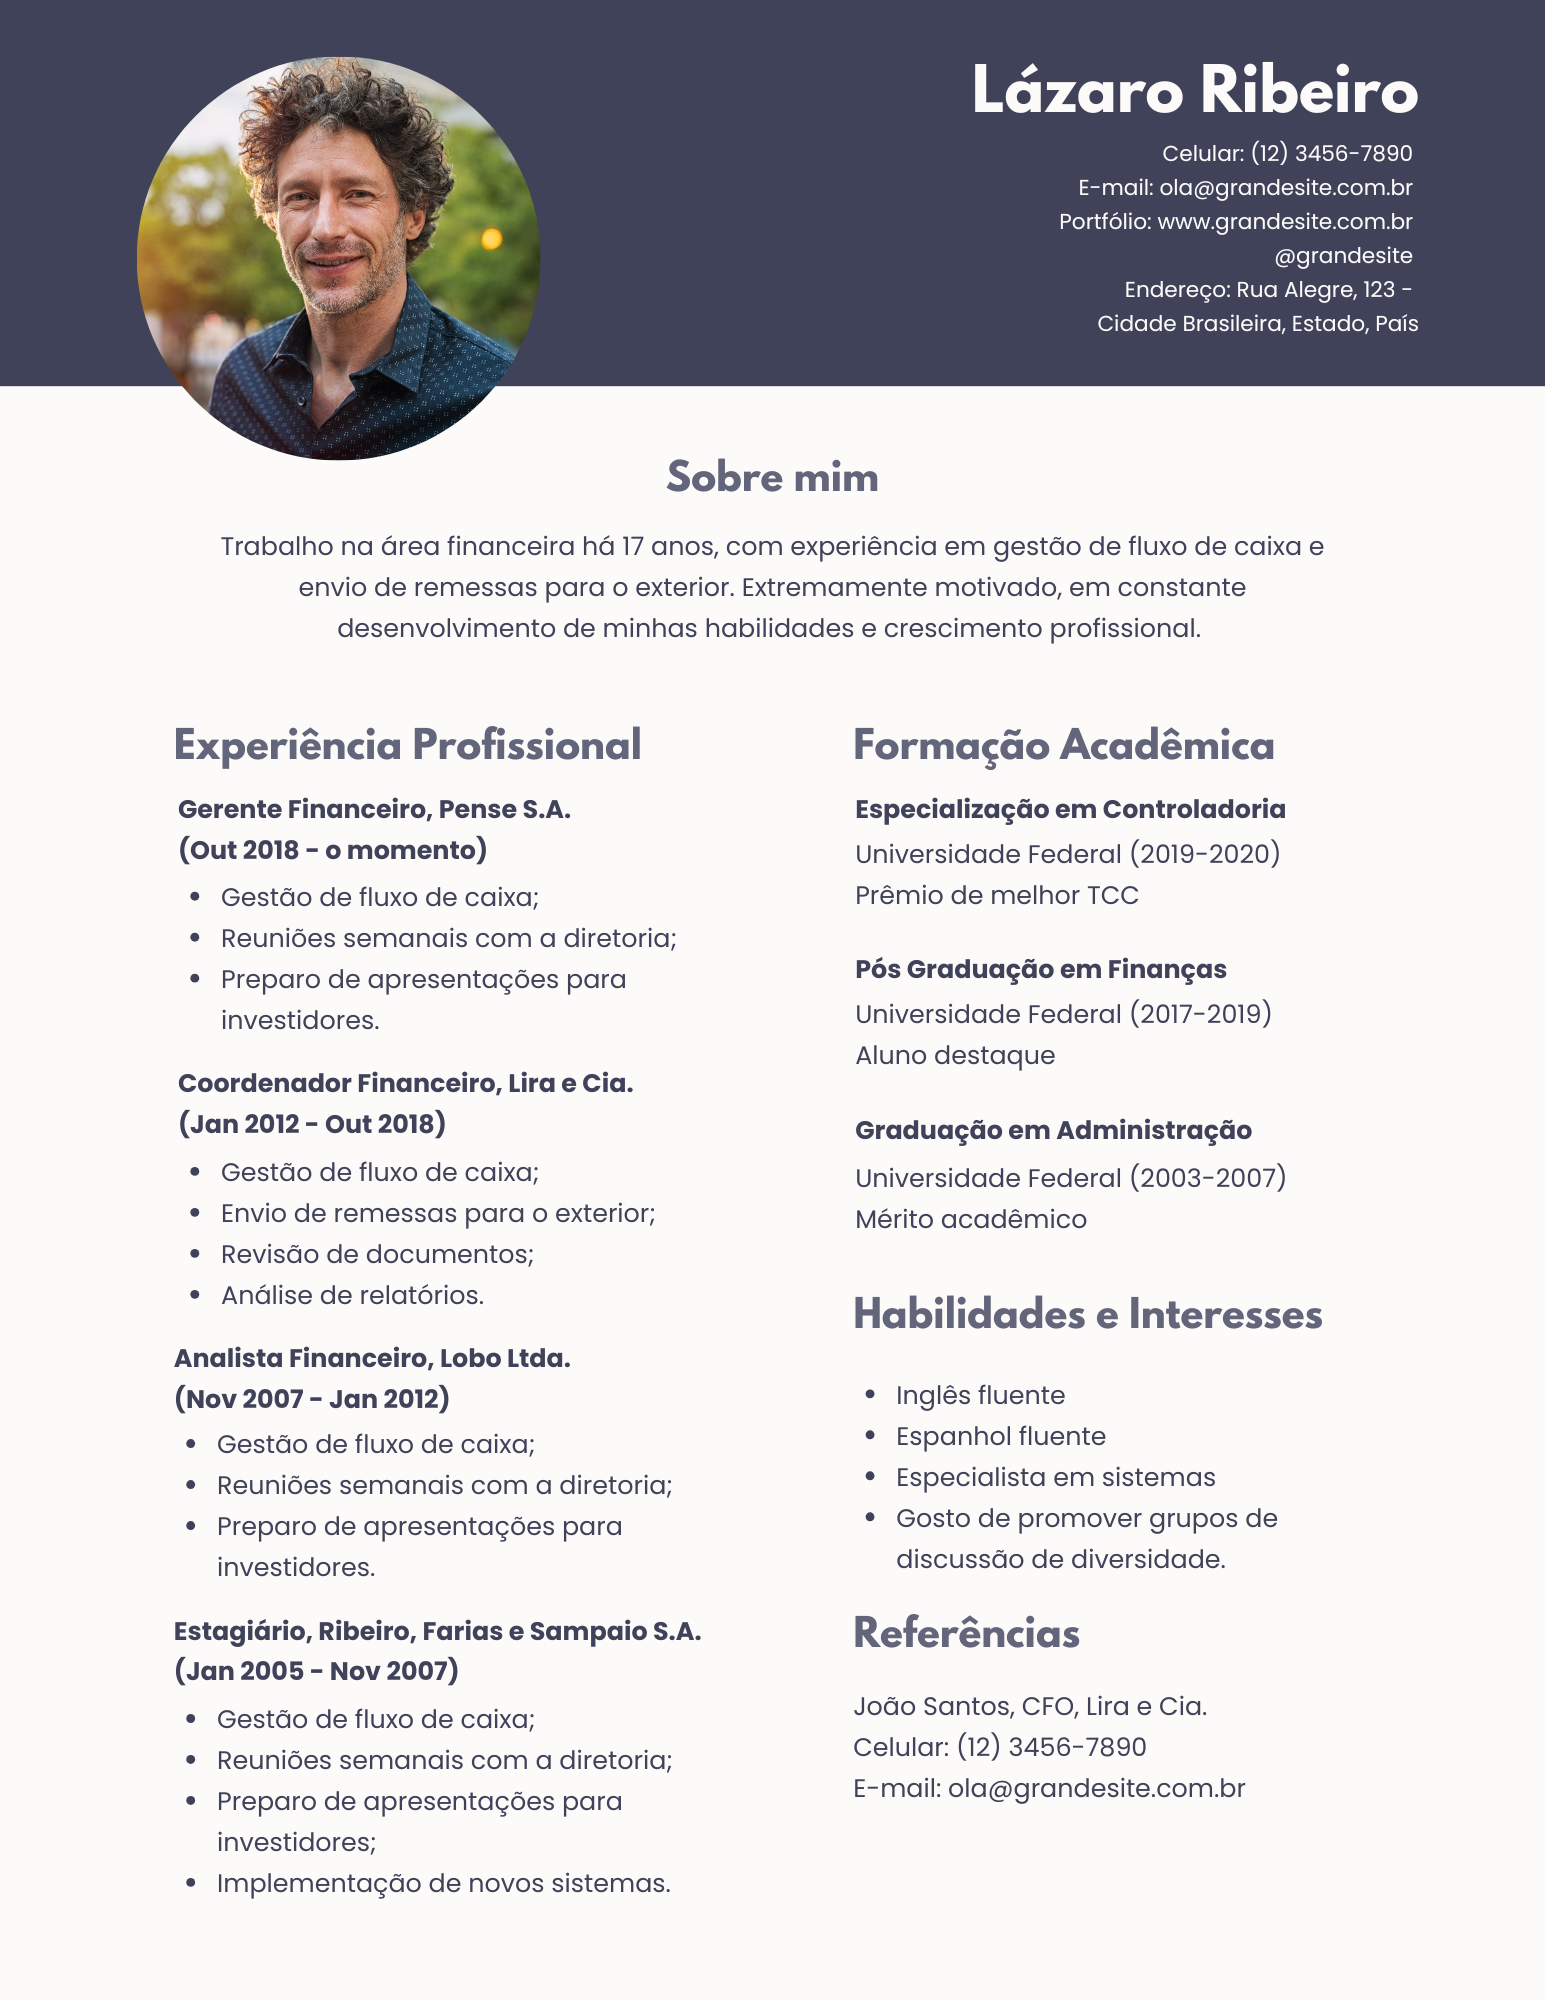 Lázaro Ribeiro
Celular: (12) 3456-7890
E-mail: ola@grandesite.com.br
Portfólio: www.grandesite.com.br
@grandesite
Endereço: Rua Alegre, 123 -
Cidade Brasileira, Estado, País
Sobre mim
Trabalho na área financeira há 17 anos, com experiência em gestão de fluxo de caixa e
envio de remessas para o exterior. Extremamente motivado, em constante
desenvolvimento de minhas habilidades e crescimento profissional.
Experiência Profissional
Gerente Financeiro, Pense S.A.
(Out 2018 - o momento)
• Gestão de fluxo de caixa;
• Reuniões semanais com a diretoria;
• Preparo de apresentações para
investidores.
Coordenador Financeiro, Lira e Cia.
(Jan 2012 - Out 2018)
• Gestão de fluxo de caixa;
• Envio de remessas para o exterior;
• Revisão de documentos;
• Análise de relatórios.
Analista Financeiro, Lobo Ltda.
(Nov 2007 - Jan 2012)
• Gestão de fluxo de caixa;
• Reuniões semanais com a diretoria;
• Preparo de apresentações para
investidores.
Estagiário, Ribeiro, Farias e Sampaio S.A.
(Jan 2005 - Nov 2007)
• Gestão de fluxo de caixa;
• Reuniões semanais com a diretoria;
• Preparo de apresentações para
investidores;
• Implementação de novos sistemas.
Formação Acadêmica
Especialização em Controladoria
Universidade Federal (2019-2020)
Prêmio de melhor TCC
Pós Graduação em Finanças
Universidade Federal (2017-2019)
Aluno destaque
Graduação em Administração
Universidade Federal (2003-2007)
Mérito acadêmico
Habilidades e Interesses
• Inglês fluente
• Espanhol fluente
• Especialista em sistemas
• Gosto de promover grupos de
discussão de diversidade.
Referências
João Santos, CFO, Lira e Cia.
Celular: (12) 3456-7890
E-mail: ola@grandesite.com.br